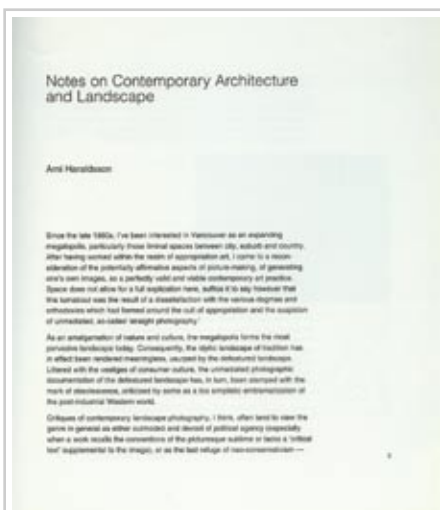 Notes on Contemporary Architecture
and Landscape
Arni Haraldsson
Since the late 1980s, I've been interested in Vancouver as an expanding
megalopolis, particularly those liminal spaces between city, suburb and country.
After having worked within the realm of appropriation art, I came to a recon-
sideration of the potentially affirmative aspects of picture-making, of generating
one's own images, as a perfectly valid and viable contemporary art practice.
Space does not allow for a full explication here, suffice it to say however that
this turnabout was the result of a dissatisfaction with the various dogmas and
orthodoxies which had formed around the cult of appropriation and the suspicion
of unmediated, so-called 'straight photography.'
As an amalgamation of nature and culture, the megalopolis forms the most
pervasive landscape today. Consequently, the idyllic landscape of tradition has
in effect been rendered meaningless, usurped by the defeatured landscape.
Littered with the vestiges of consumer culture, the unmediated photographic
documentation of the defeatured landscape has, in turn, been stamped with the
mark of obsolescence, criticized by some as a too simplistic emblematization of
the post-industrial Western world.
Critiques of contemporary landscape photography, I think, often tend to view the
genre in general as either outmoded and devoid of political agency (especially
when a work recalls the conventions of the picturesque sublime or lacks a 'critical
text' supplemental to the image), or as the last refuge of neo-conservativism —